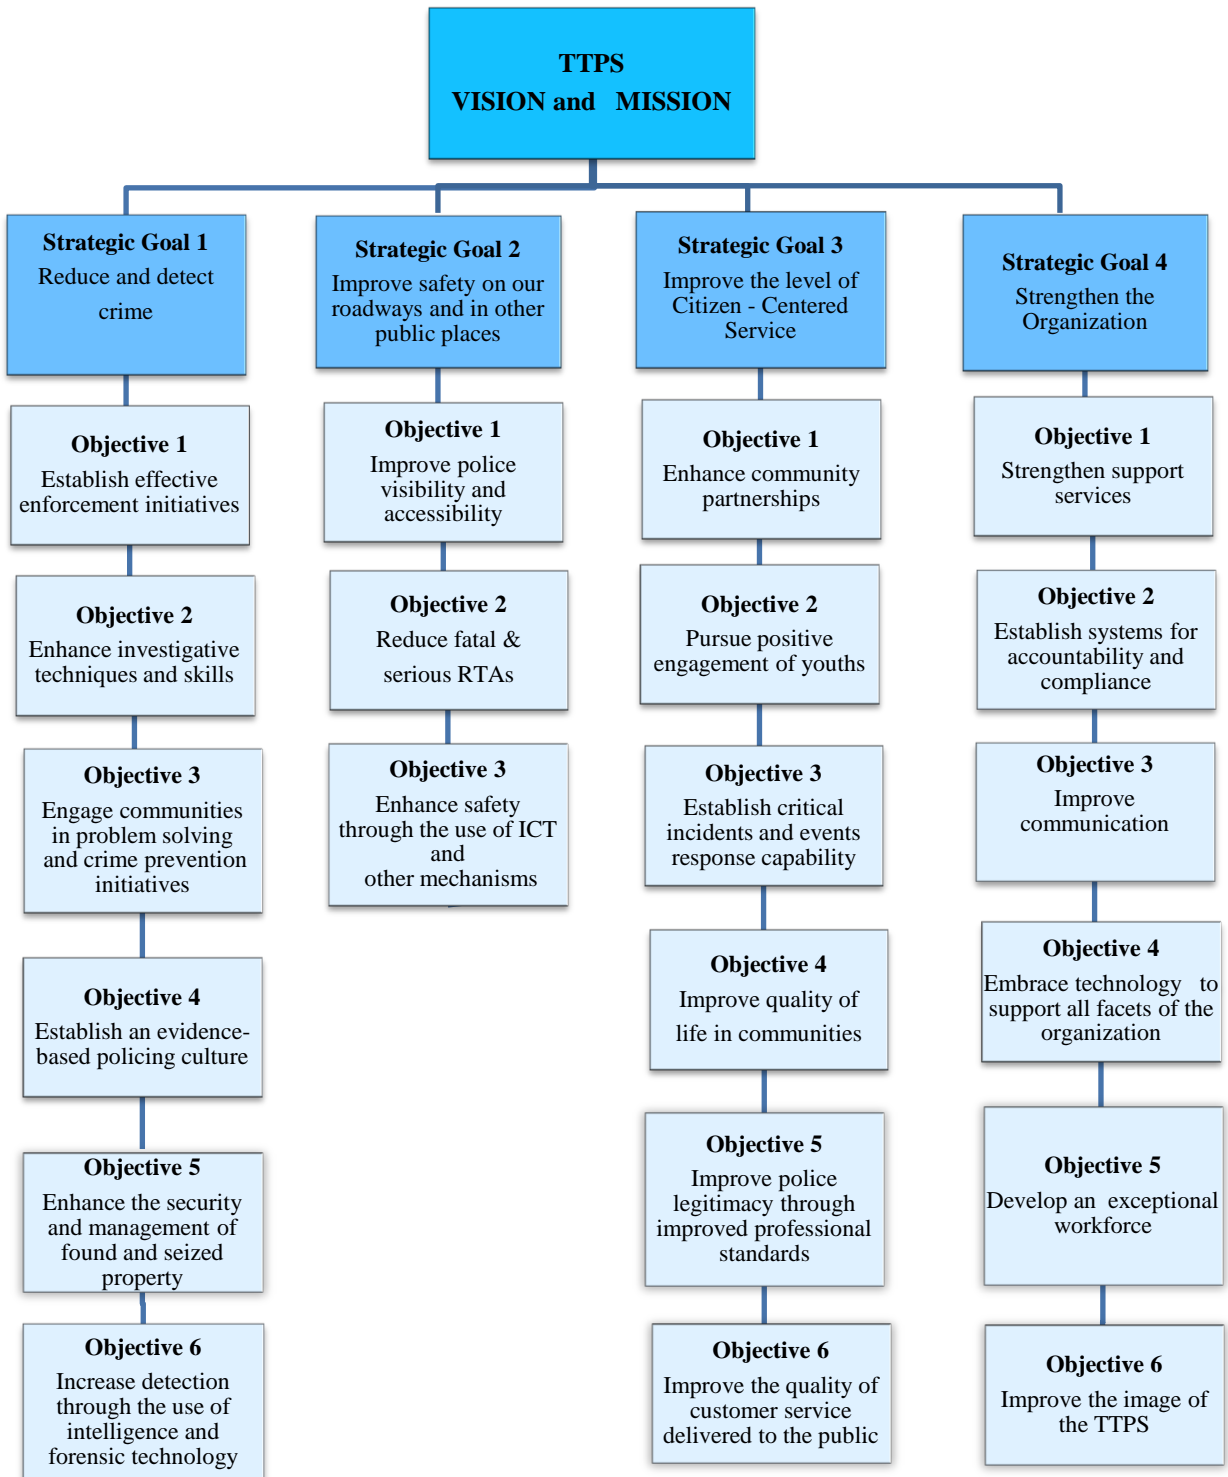 TTPS
VISION and MISSION
Strategic Goal 1
Reduce and detect
crime
Objective 1
Establish effective
enforcement initiatives
Objective 2
Enhance investigative
techniques and skills
Objective 3
Engage communities
in problem solving
and crime prevention
initiatives
Objective 4
Establish an evidence-
based policing culture
Objective 5
Enhance the security
and management of
found and seized
property
Objective 6
Increase detection
through the use of
intelligence and
forensic technology
Strategic Goal 2
Improve safety on our
roadways and in other
public places
Objective 1
Improve police
visibility and
accessibility
Objective 2
Reduce fatal &
serious RTAs
Objective 3
Enhance safety
through the use of ICT
and
other mechanisms
Strategic Goal 3
Improve the level of
Citizen - Centered
Service
Objective 1
Enhance community
partnerships
Objective 2
Pursue positive
engagement of youths
Objective 3
Establish critical
incidents and events
response capability
Objective 4
Improve quality of
life in communities
Objective 5
Improve police
legitimacy through
improved professional
standards
Objective 6
Improve the quality of
customer service
delivered to the public
Strategic Goal 4
Strengthen the
Organization
Objective 1
Strengthen support
services
Objective 2
Establish systems for
accountability and
compliance
Objective 3
Improve
communication
Objective 4
Embrace technology to
support all facets of the
organization
Objective 5
Develop an exceptional
workforce
Objective 6
Improve the image of
the TTPS